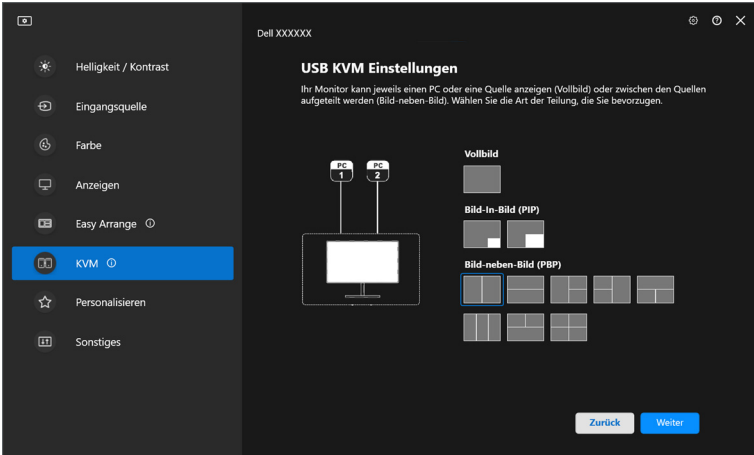 Dell XXXXXX
Helligkeit / Kontrast
Eingangsquelle
Farbe
Anzeigen
Easy Arrange
KVM
Personalisieren
Sonstiges
USB KVM Einstellungen
Ihr Monitor kann jeweils einen PC oder eine Quelle anzeigen (Vollbild) oder zwischen den Quellen
aufgeteilt werden (Bild-neben-Bild). Wählen Sie die Art der Teilung, die Sie bevorzugen.
PC
1
PC
2
Vollbild
Bild-In-Bild (PIP)
Bild-neben-Bild (PBP)
Zurück
Weiter